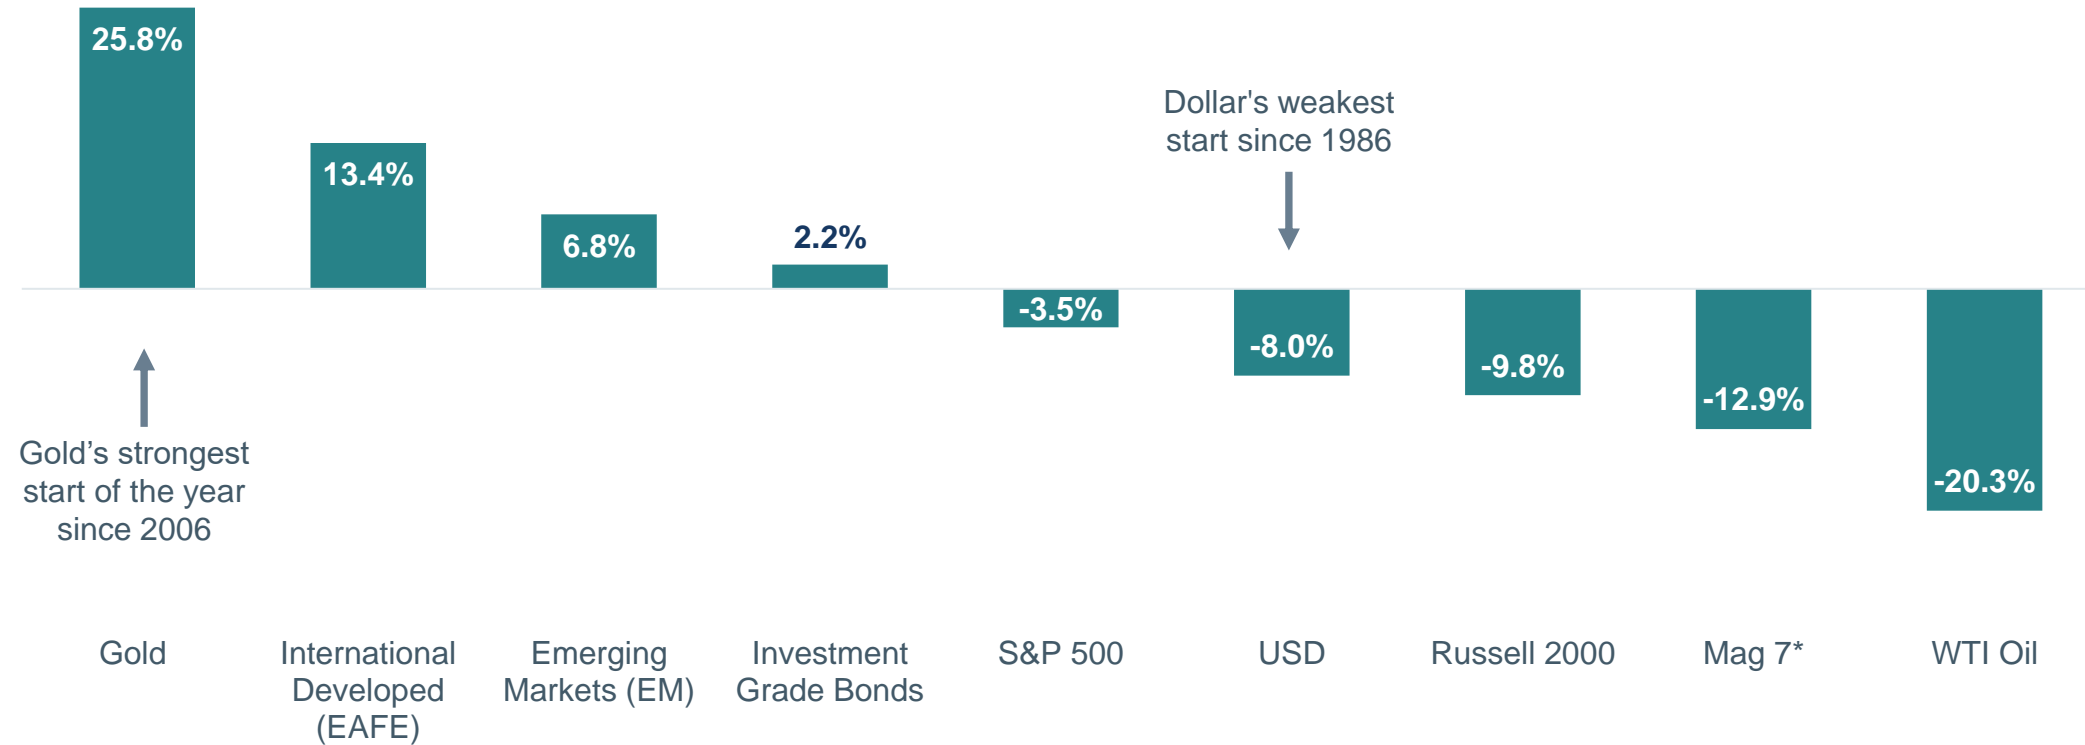 25.8%
13.4%
6.8%
2.2%
-3.5%
-8.0%
-9.8%
-12.9%
-20.3%
Dollar's weakest
start since 1986
Gold’s strongest
start of the year
since 2006
Gold
International
Developed
(EAFE)
Emerging
Markets (EM)
Investment
Grade Bonds
S&P 500
USD
Russell 2000
Mag 7*
WTI Oil